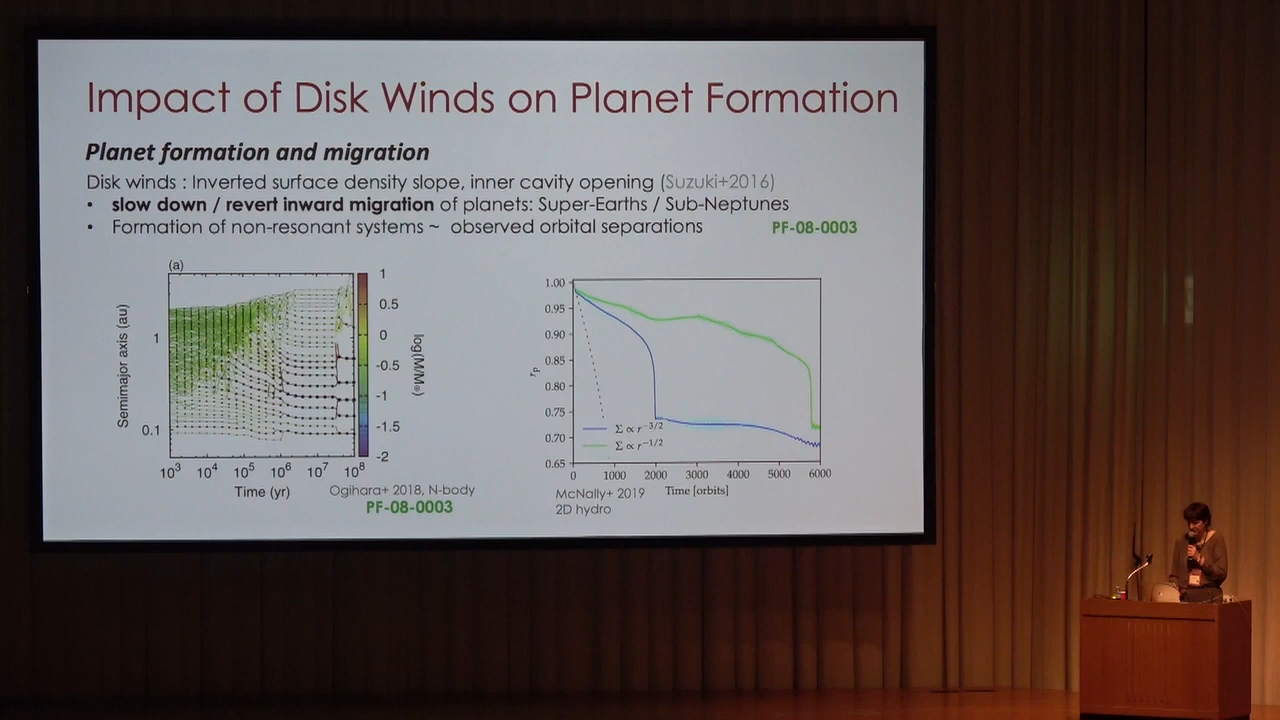 Impact of Disk Winds on Planet Formation
Planet formation and migration
Disk winds : Inverted surface density slope, inner cavity opening (Suzuki+2016)
• slow down / revert inward migration of planets: Super-Earths / Sub-Neptunes
• Formation of non-resonant systems ~ observed orbital separations PF-08-0003
(a)
Semimajor axis (au)
1
0.1
10³ 10⁴ 10⁵ 10⁶ 10⁷ 10⁸
Time (yr)
1
0.5
0
-0.5
-1
-1.5
-2
log(M/M⊕)
Ogihara+ 2018, N-body
PF-08-0003
rₚ
1.00
0.95
0.90
0.85
0.80
0.75
0.70
0.65
Σ ∝ r^−3/2
Σ ∝ r^−1/2
0 1000 2000 3000 4000 5000 6000
Time [orbits]
McNally+ 2019
2D hydro